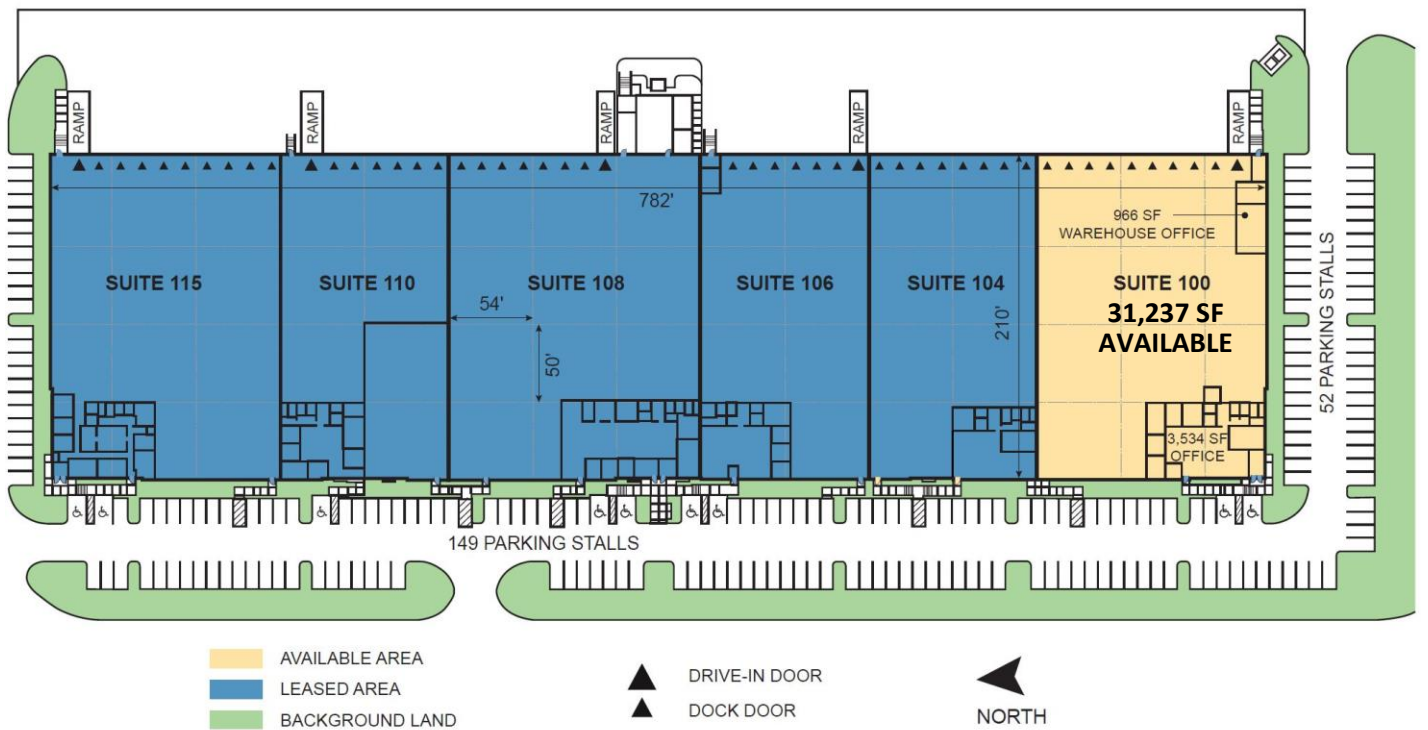 RAMP
RAMP
RAMP
RAMP
RAMP
782'
966 SF
WAREHOUSE OFFICE
SUITE 115
SUITE 110
SUITE 108
SUITE 106
SUITE 104
SUITE 100
54'
31,237 SF
AVAILABLE
210'
50'
52 PARKING STALLS
3,534 SF
OFFICE
149 PARKING STALLS
AVAILABLE AREA
LEASED AREA
BACKGROUND LAND
DRIVE-IN DOOR
DOCK DOOR
NORTH